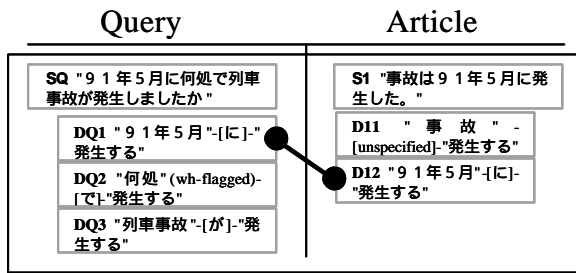 Query
Article
SQ "９１年５月に何処で列車
事故が発生しましたか"
DQ1 "９１年５月"-[に]-"
発生する"
DQ2 "何処"(wh-flagged)-
[で]-"発生する"
DQ3 "列車事故"-[が]-"発
生する"
S1 "事故は９１年５月に発
生した。"
D11 "事故"-
[unspecified]-"発生する"
D12 "９１年５月"-[に]-
"発生する"